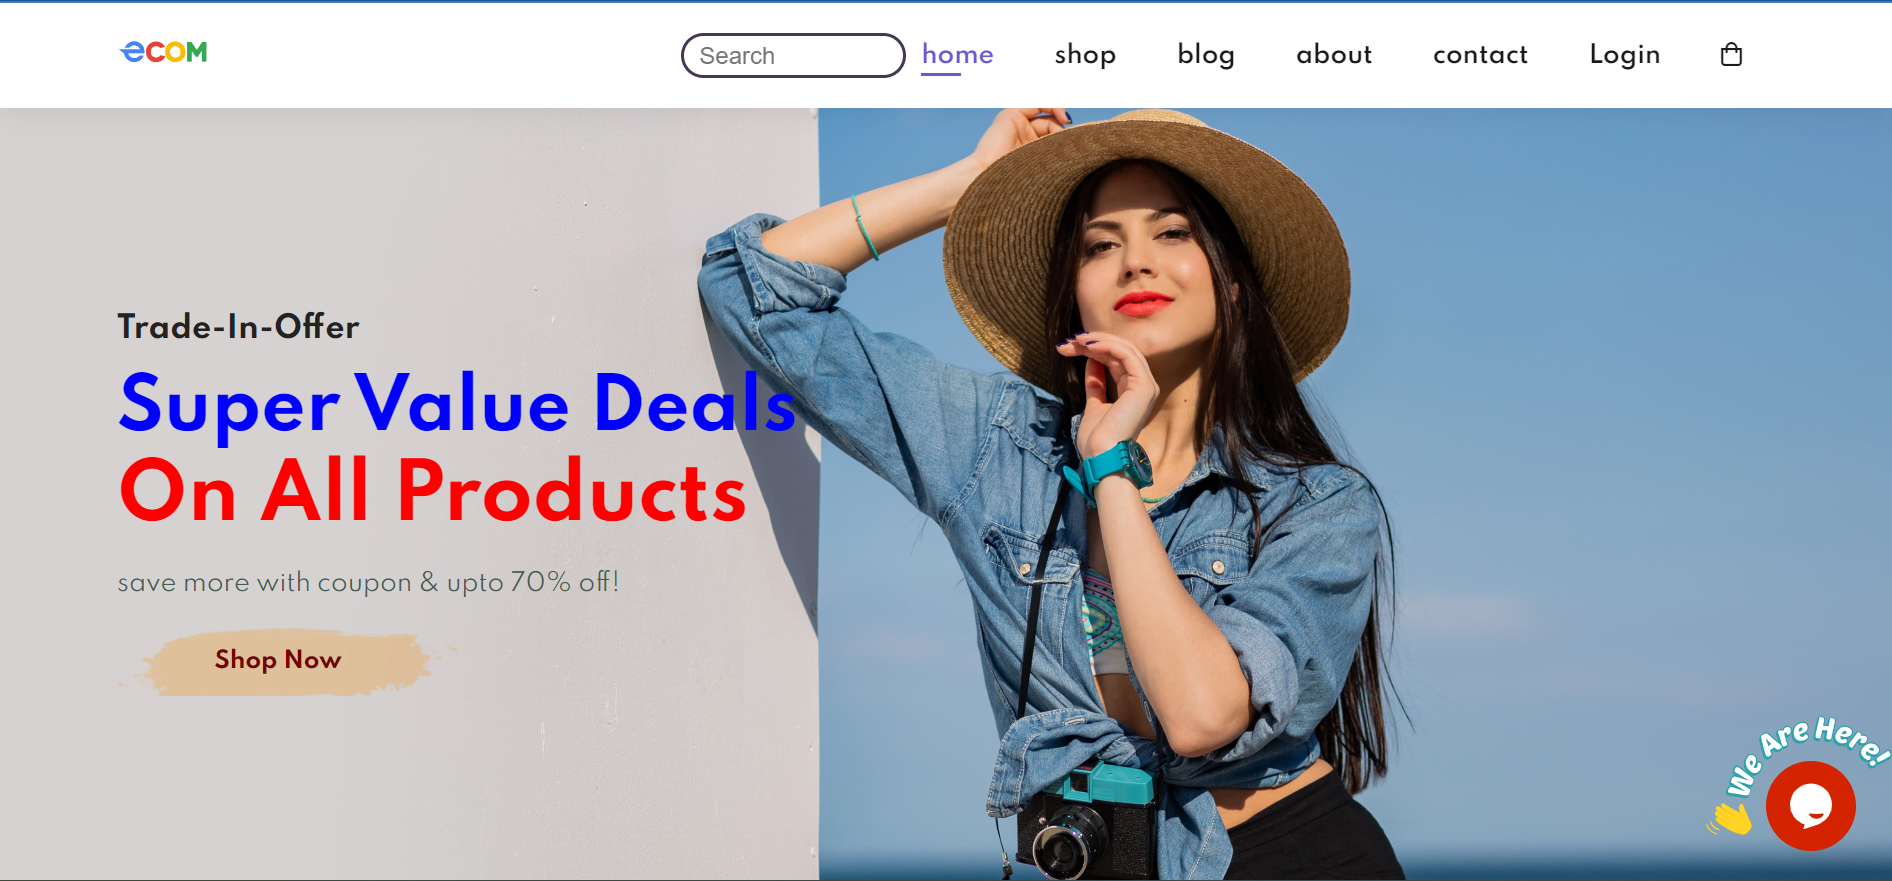 eCOM
Search home shop blog about contact Login
Trade-In-Offer
Super Value Deals
On All Products
save more with coupon & upto 70% off!
Shop Now
We Are Here!